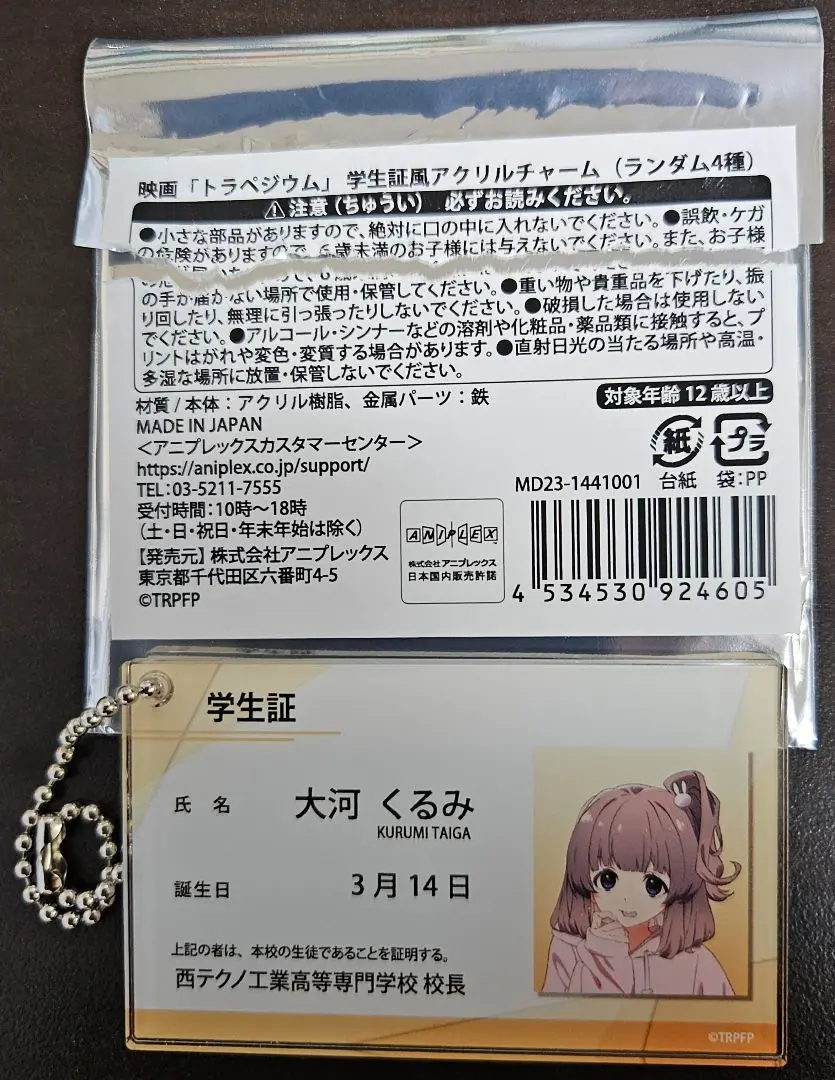 映画「トラペジウム」 学生証風アクリルチャーム（ランダム4種）
⚠注意（ちゅうい） 必ずお読みください。
●小さな部品がありますので、絶対に口の中に入れないでください。●誤飲・ケガ
の危険がありますので、6歳未満のお子様には与えないでください。また、お子様
の手が届かない場所で使用・保管してください。●重い物や貴重品を下げたり、振
り回したり、無理に引っ張ったりしないでください。●破損した場合は使用しない
でください。●アルコール・シンナーなどの溶剤や化粧品・薬品類に接触すると、プ
リントはがれや変色・変質する場合があります。●直射日光の当たる場所や高温・
多湿な場所に放置・保管しないでください。
対象年齢12歳以上
材質/本体：アクリル樹脂、金属パーツ：鉄
MADE IN JAPAN
＜アニプレックスカスタマーセンター＞
https://aniplex.co.jp/support/
TEL：03-5211-7555
受付時間：10時～18時
（土・日・祝日・年末年始は除く）
【発売元】株式会社アニプレックス
東京都千代田区六番町4-5
©TRPFP
紙
プラ
MD23-1441001 台紙 袋：PP
ANIPLEX
株式会社アニプレックス
日本国内販売許諾
4 534530 924605
学生証
氏 名 大河 くるみ
KURUMI TAIGA
誕生日 3月14日
上記の者は、本校の生徒であることを証明する。
西テクノ工業高等専門学校 校長
©TRPFP